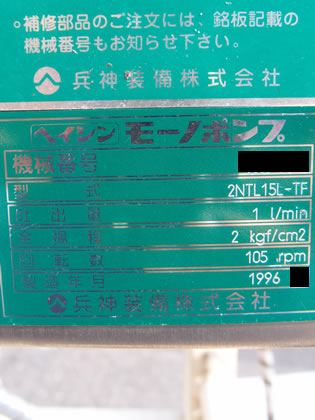 。補修部品のご注文には、銘板記載の
機械番号もお知らせ下さい。
兵神装備株式会社
ヘイシン モーノポンプ
機械番号
型式 2NTL15L-TF
吐出量 1 l/min
全揚程 2 kgf/cm2
回転数 105 rpm
製造年月 1996
兵神装備株式会社